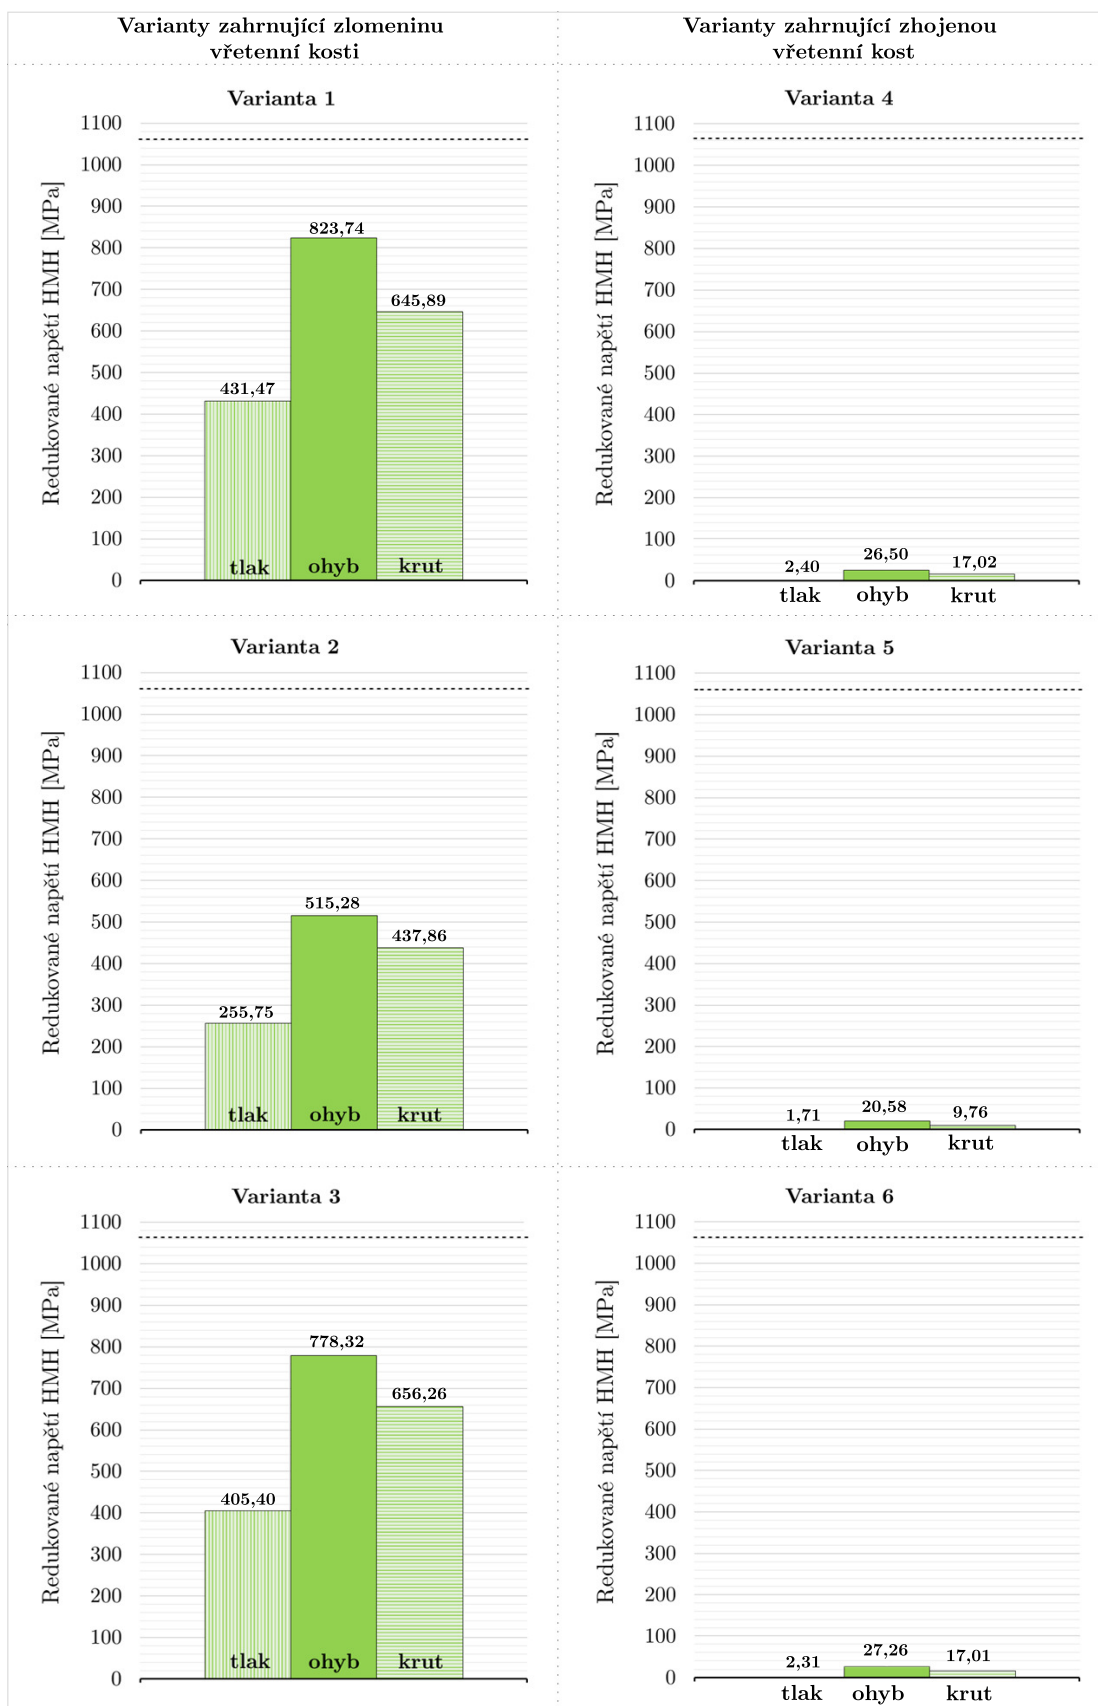 Varianty zahrnující zlomeninu
vřetenní kosti
Varianty zahrnující zhojenou
vřetenní kost
Varianta 1
Redukované napětí HMH [MPa]
1100
1000
900
800
700
600
500
400
300
200
100
0
431,47
823,74
645,89
tlak
ohyb
krut
Varianta 4
Redukované napětí HMH [MPa]
1100
1000
900
800
700
600
500
400
300
200
100
0
2,40
26,50
17,02
tlak
ohyb
krut
Varianta 2
Redukované napětí HMH [MPa]
1100
1000
900
800
700
600
500
400
300
200
100
0
255,75
515,28
437,86
tlak
ohyb
krut
Varianta 5
Redukované napětí HMH [MPa]
1100
1000
900
800
700
600
500
400
300
200
100
0
1,71
20,58
9,76
tlak
ohyb
krut
Varianta 3
Redukované napětí HMH [MPa]
1100
1000
900
800
700
600
500
400
300
200
100
0
405,40
778,32
656,26
tlak
ohyb
krut
Varianta 6
Redukované napětí HMH [MPa]
1100
1000
900
800
700
600
500
400
300
200
100
0
2,31
27,26
17,01
tlak
ohyb
krut